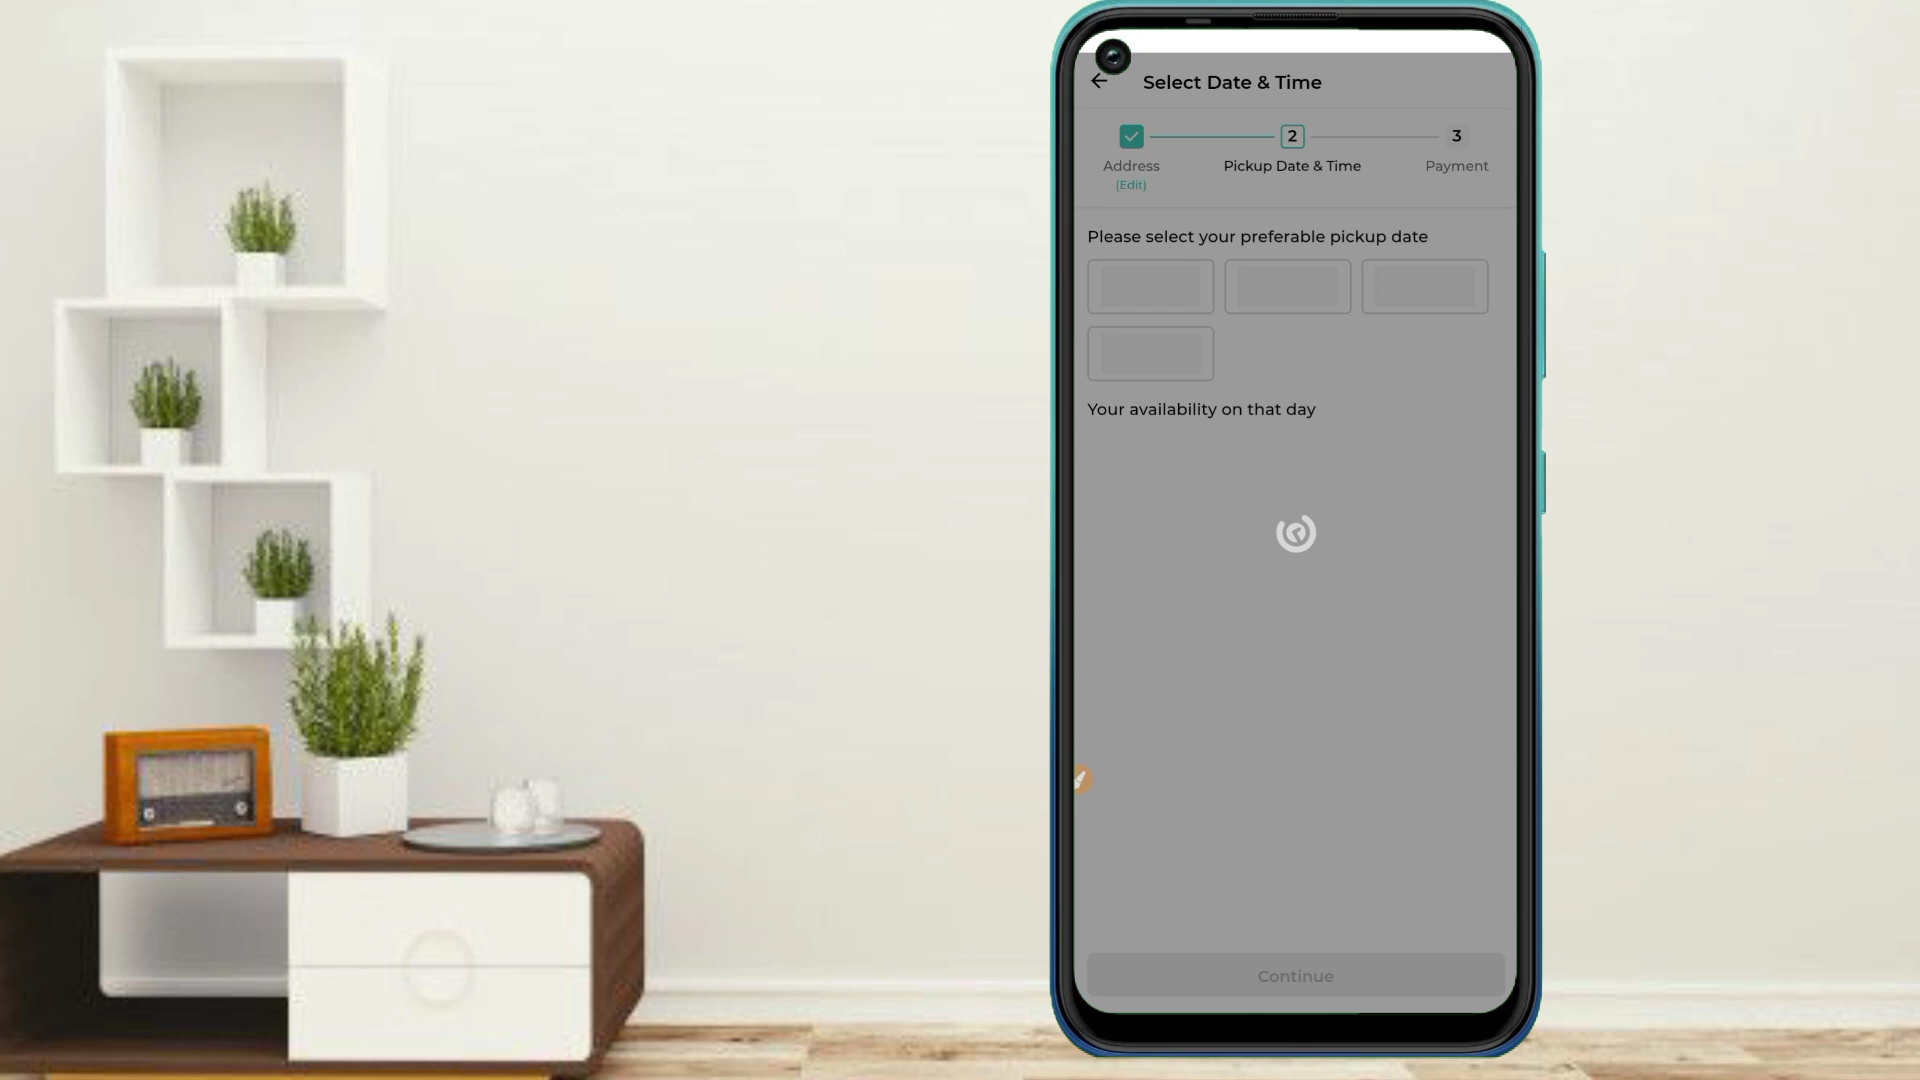 Select Date & Time
2
3
Address
Pickup Date & Time
Payment
(Edit)
Please select your preferable pickup date
Your availability on that day
Continue